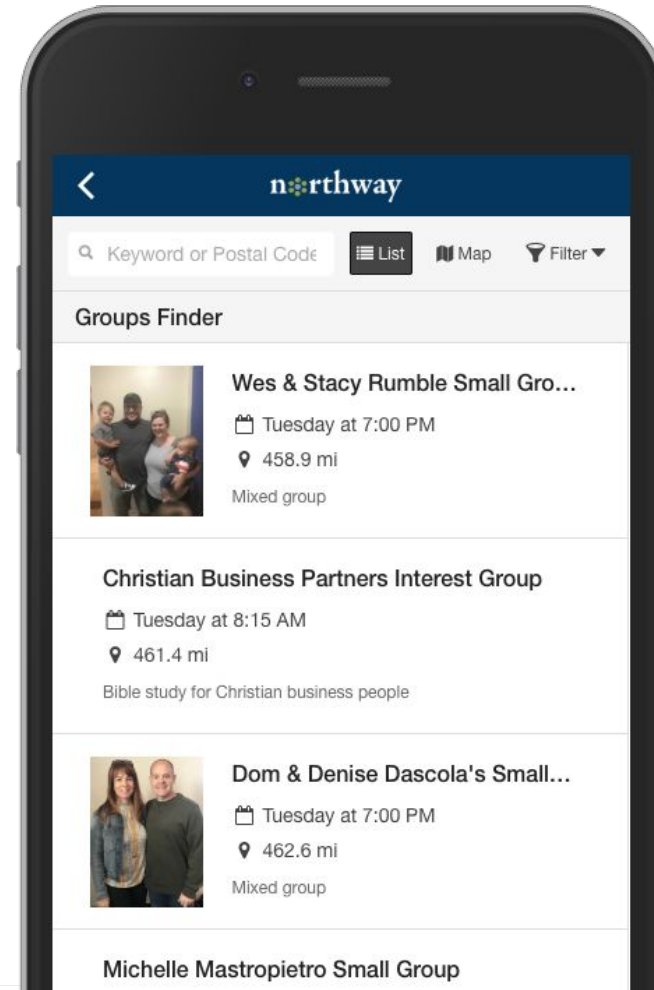 northway
Keyword or Postal Code
List
Map
Filter
Groups Finder
Wes & Stacy Rumble Small Gro...
Tuesday at 7:00 PM
458.9 mi
Mixed group
Christian Business Partners Interest Group
Tuesday at 8:15 AM
461.4 mi
Bible study for Christian business people
Dom & Denise Dascola's Small...
Tuesday at 7:00 PM
462.6 mi
Mixed group
Michelle Mastropietro Small Group